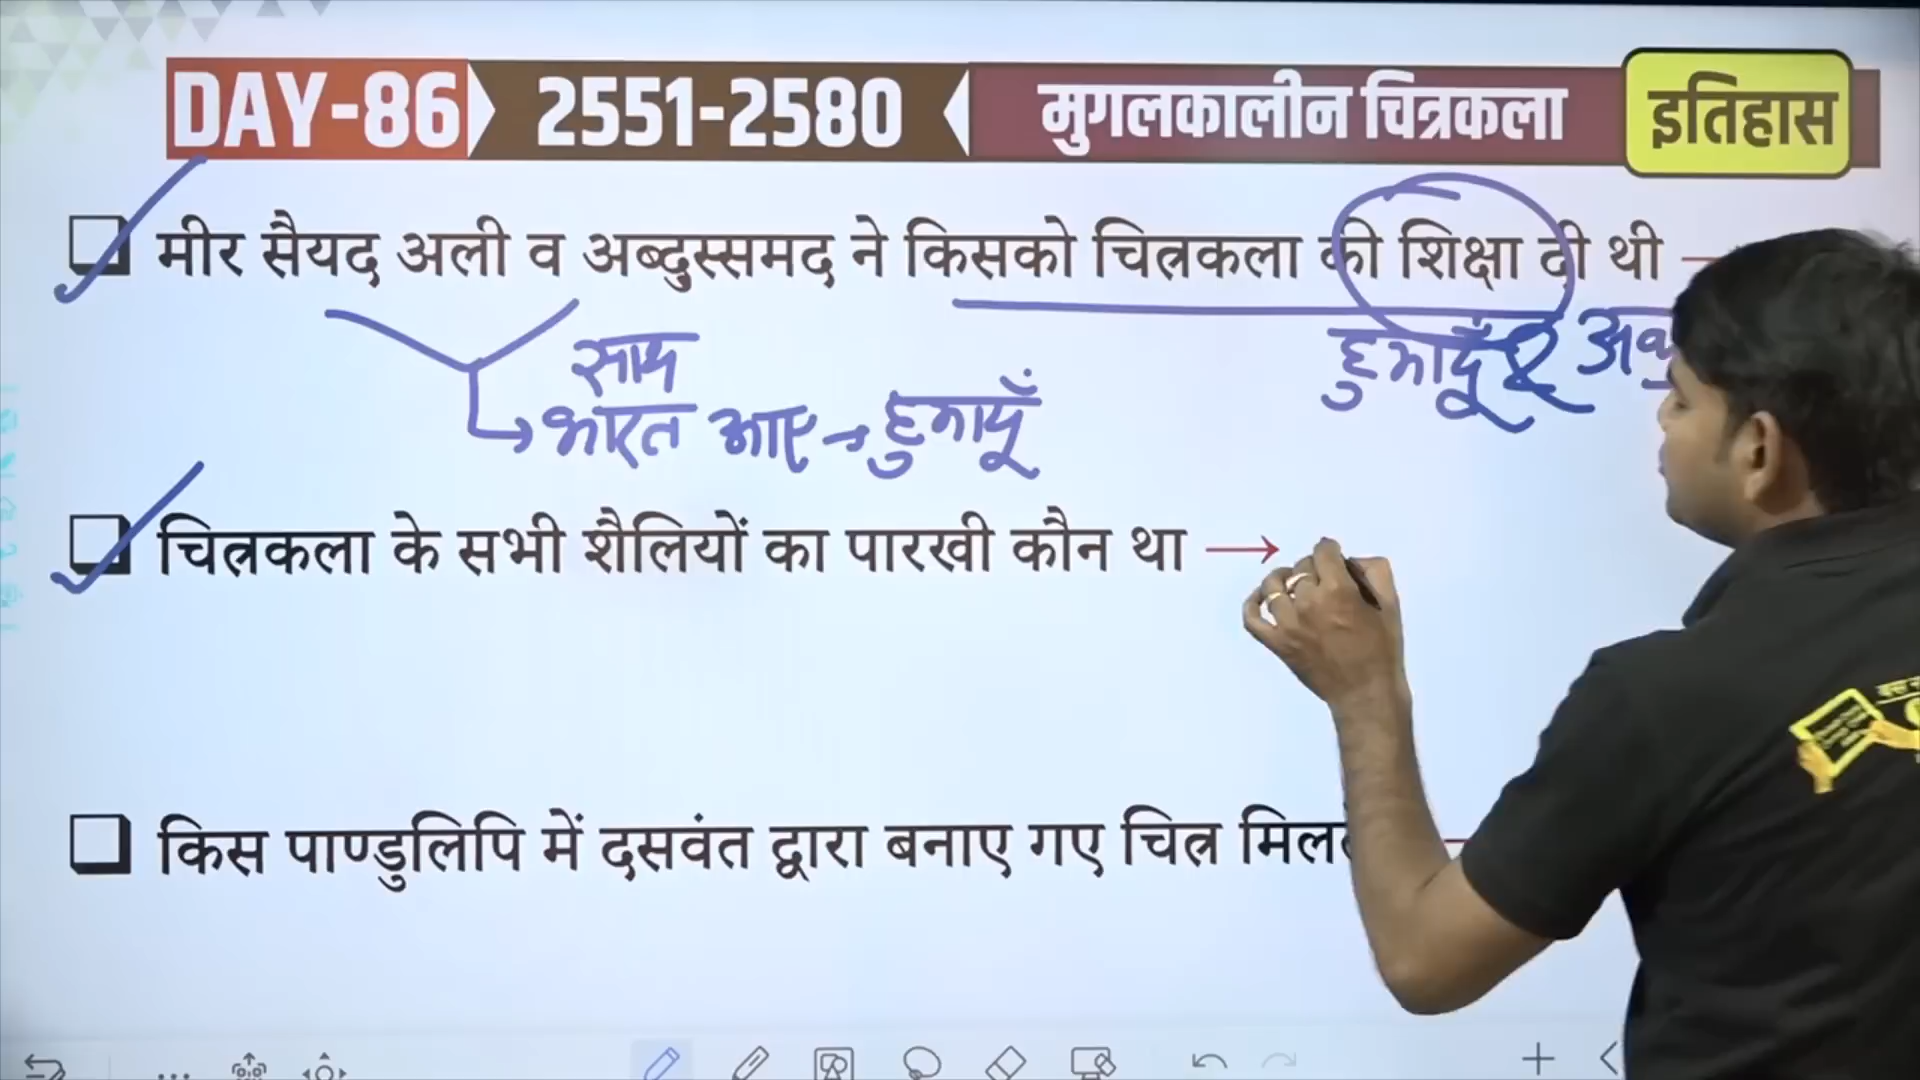 DAY-86 2551-2580 मुगलकालीन चित्रकला इतिहास
मीर सैयद अली व अब्दुस्समद ने किसको चित्रकला की शिक्षा दी थी →
साथ
हुमायूँ
भारत आए → हुमायूँ
चित्रकला के सभी शैलियों का पारखी कौन था →
किस पाण्डुलिपि में दसवंत द्वारा बनाए गए चित्र